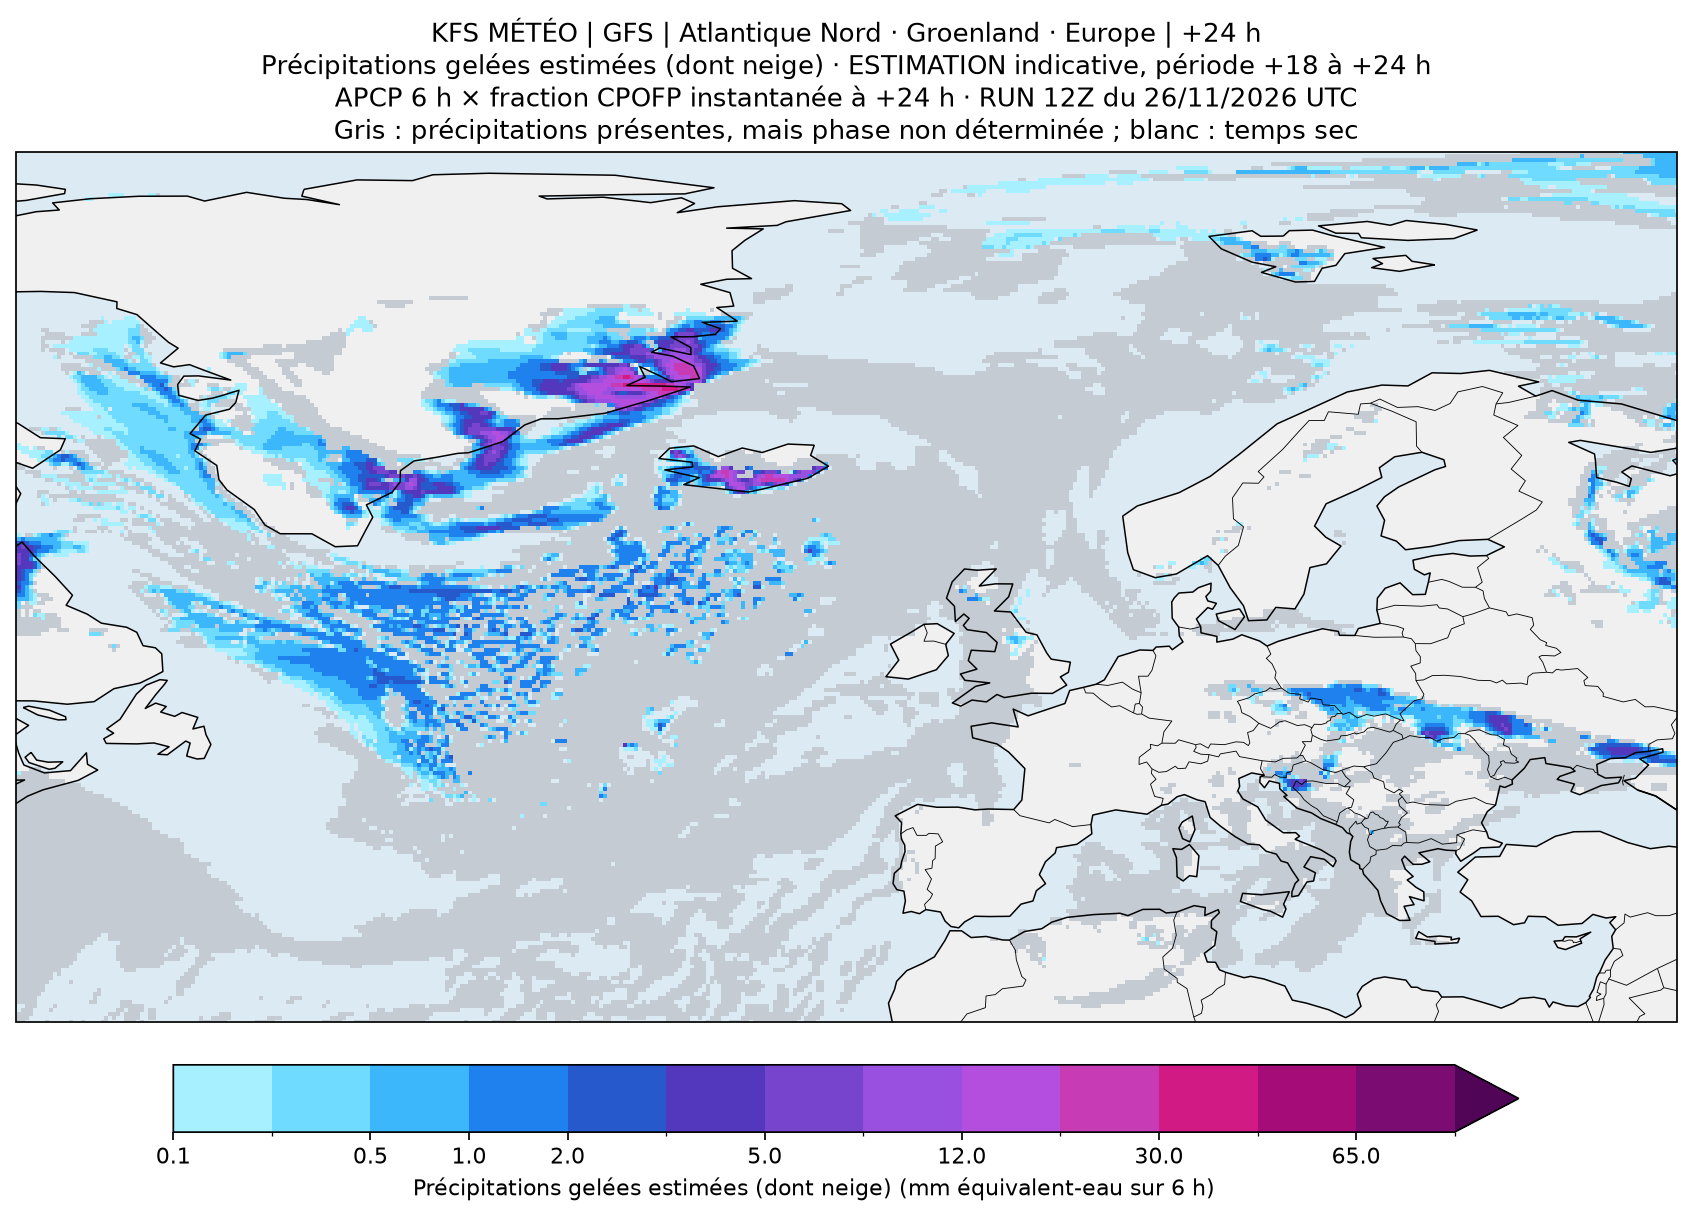 KFS MÉTÉO | GFS | Atlantique Nord · Groenland · Europe | +24 h
Précipitations gelées estimées (dont neige) · ESTIMATION indicative, période +18 à +24 h
APCP 6 h × fraction CPOFP instantanée à +24 h · RUN 12Z du 26/11/2026 UTC
Gris : précipitations présentes, mais phase non déterminée ; blanc : temps sec
0.1 0.5 1.0 2.0 5.0 12.0 30.0 65.0
Précipitations gelées estimées (dont neige) (mm équivalent-eau sur 6 h)